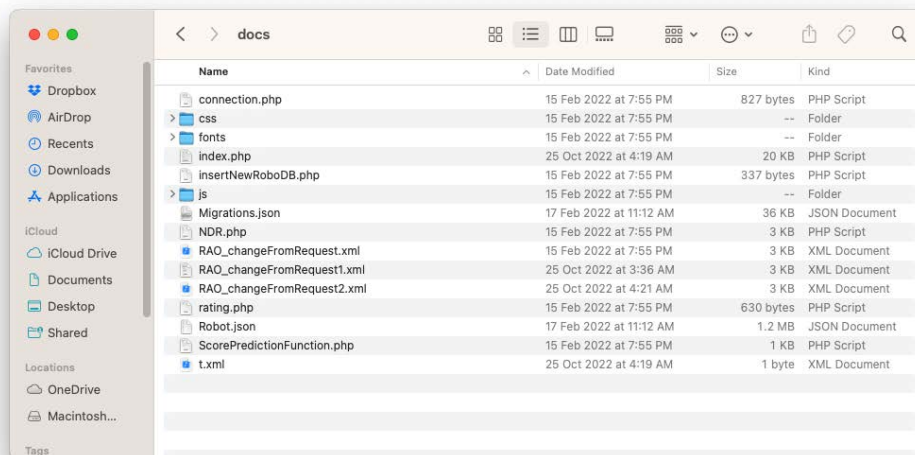 docs
Favorites
Dropbox
AirDrop
Recents
Downloads
Applications
iCloud
iCloud Drive
Documents
Desktop
Shared
Locations
OneDrive
Macintosh...
Tags
Name Date Modified Size Kind
connection.php 15 Feb 2022 at 7:55 PM 827 bytes PHP Script
css 15 Feb 2022 at 7:55 PM -- Folder
fonts 15 Feb 2022 at 7:55 PM -- Folder
index.php 25 Oct 2022 at 4:19 AM 20 KB PHP Script
insertNewRoboDB.php 15 Feb 2022 at 7:55 PM 337 bytes PHP Script
js 15 Feb 2022 at 7:55 PM -- Folder
Migrations.json 17 Feb 2022 at 11:12 AM 36 KB JSON Document
NDR.php 15 Feb 2022 at 7:55 PM 3 KB PHP Script
RAO_changeFromRequest.xml 15 Feb 2022 at 7:55 PM 3 KB XML Document
RAO_changeFromRequest1.xml 25 Oct 2022 at 3:36 AM 3 KB XML Document
RAO_changeFromRequest2.xml 25 Oct 2022 at 4:21 AM 3 KB XML Document
rating.php 15 Feb 2022 at 7:55 PM 630 bytes PHP Script
Robot.json 17 Feb 2022 at 11:12 AM 1.2 MB JSON Document
ScorePredictionFunction.php 15 Feb 2022 at 7:55 PM 1 KB PHP Script
t.xml 25 Oct 2022 at 4:19 AM 1 byte XML Document